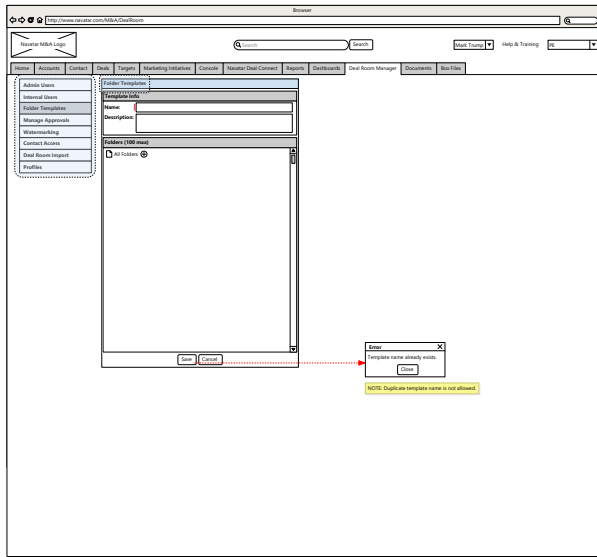 Browser
http://www.navatar.com/M&A/DealRoom
Navatar M&A Logo
Search
Search
Mark Trump
Help & Training
PE
Home
Accounts
Contact
Deals
Targets
Marketing Initiatives
Console
Navatar Deal Connect
Reports
Dashboards
Deal Room Manager
Documents
Box Files
Admin Users
Internal Users
Folder Templates
Manage Approvals
Watermarking
Contact Access
Deal Room Import
Profiles
Folder Templates
Template Info
Name:
Description:
Folders (100 max)
All Folders
Save
Cancel
Error
X
Template name already exists.
Close
NOTE: Duplicate template name is not allowed.